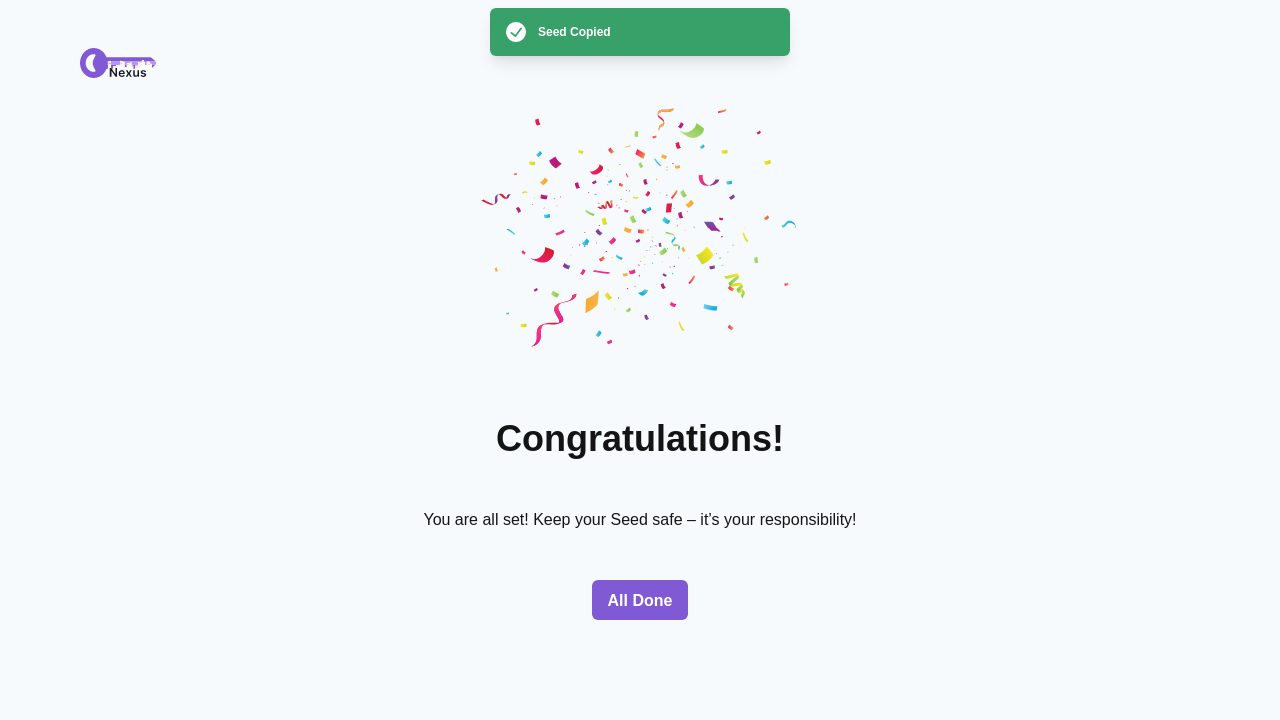 Seed Copied
Nexus
Congratulations!
You are all set! Keep your Seed safe – it's your responsibility!
All Done